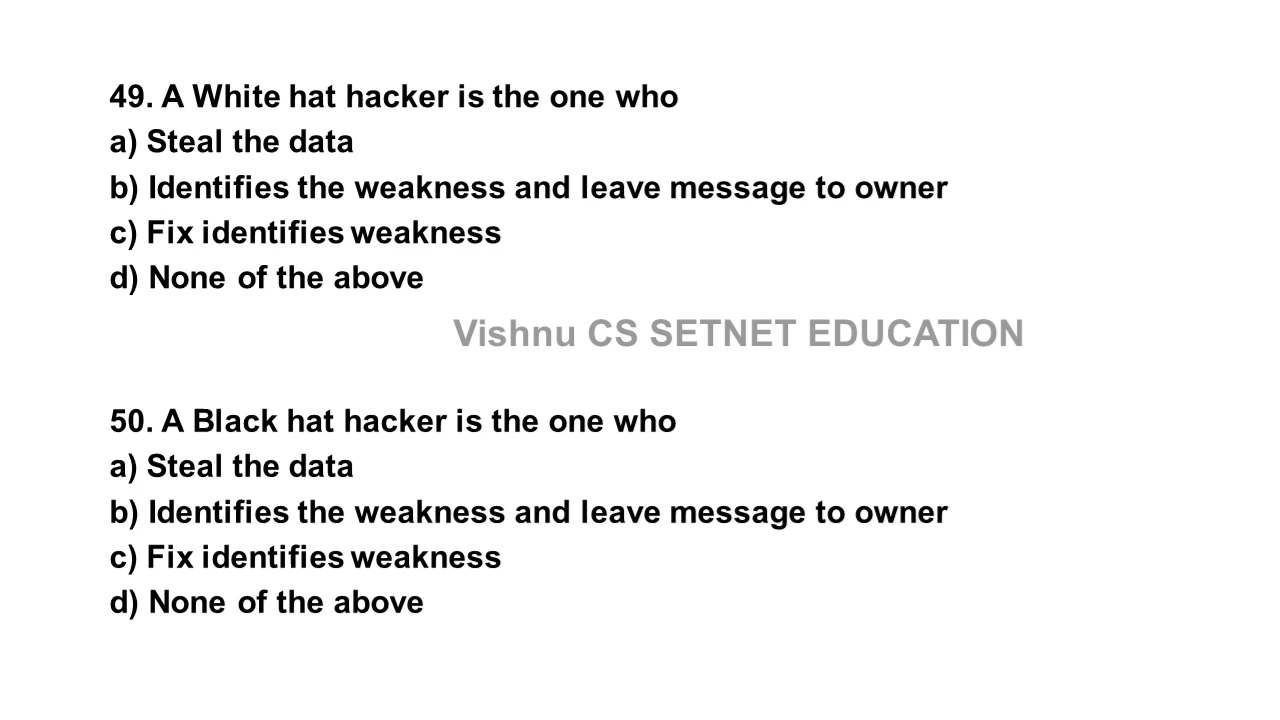 49. A White hat hacker is the one who
a) Steal the data
b) Identifies the weakness and leave message to owner
c) Fix identifies weakness
d) None of the above
Vishnu CS SETNET EDUCATION
50. A Black hat hacker is the one who
a) Steal the data
b) Identifies the weakness and leave message to owner
c) Fix identifies weakness
d) None of the above